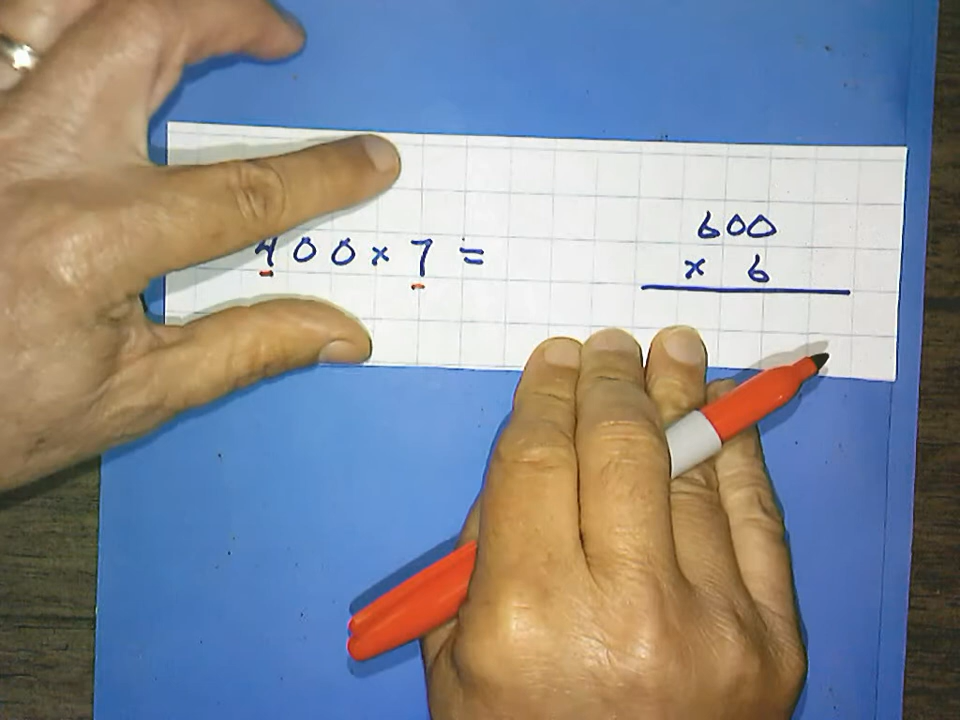 400 × 7 =
600
× 6